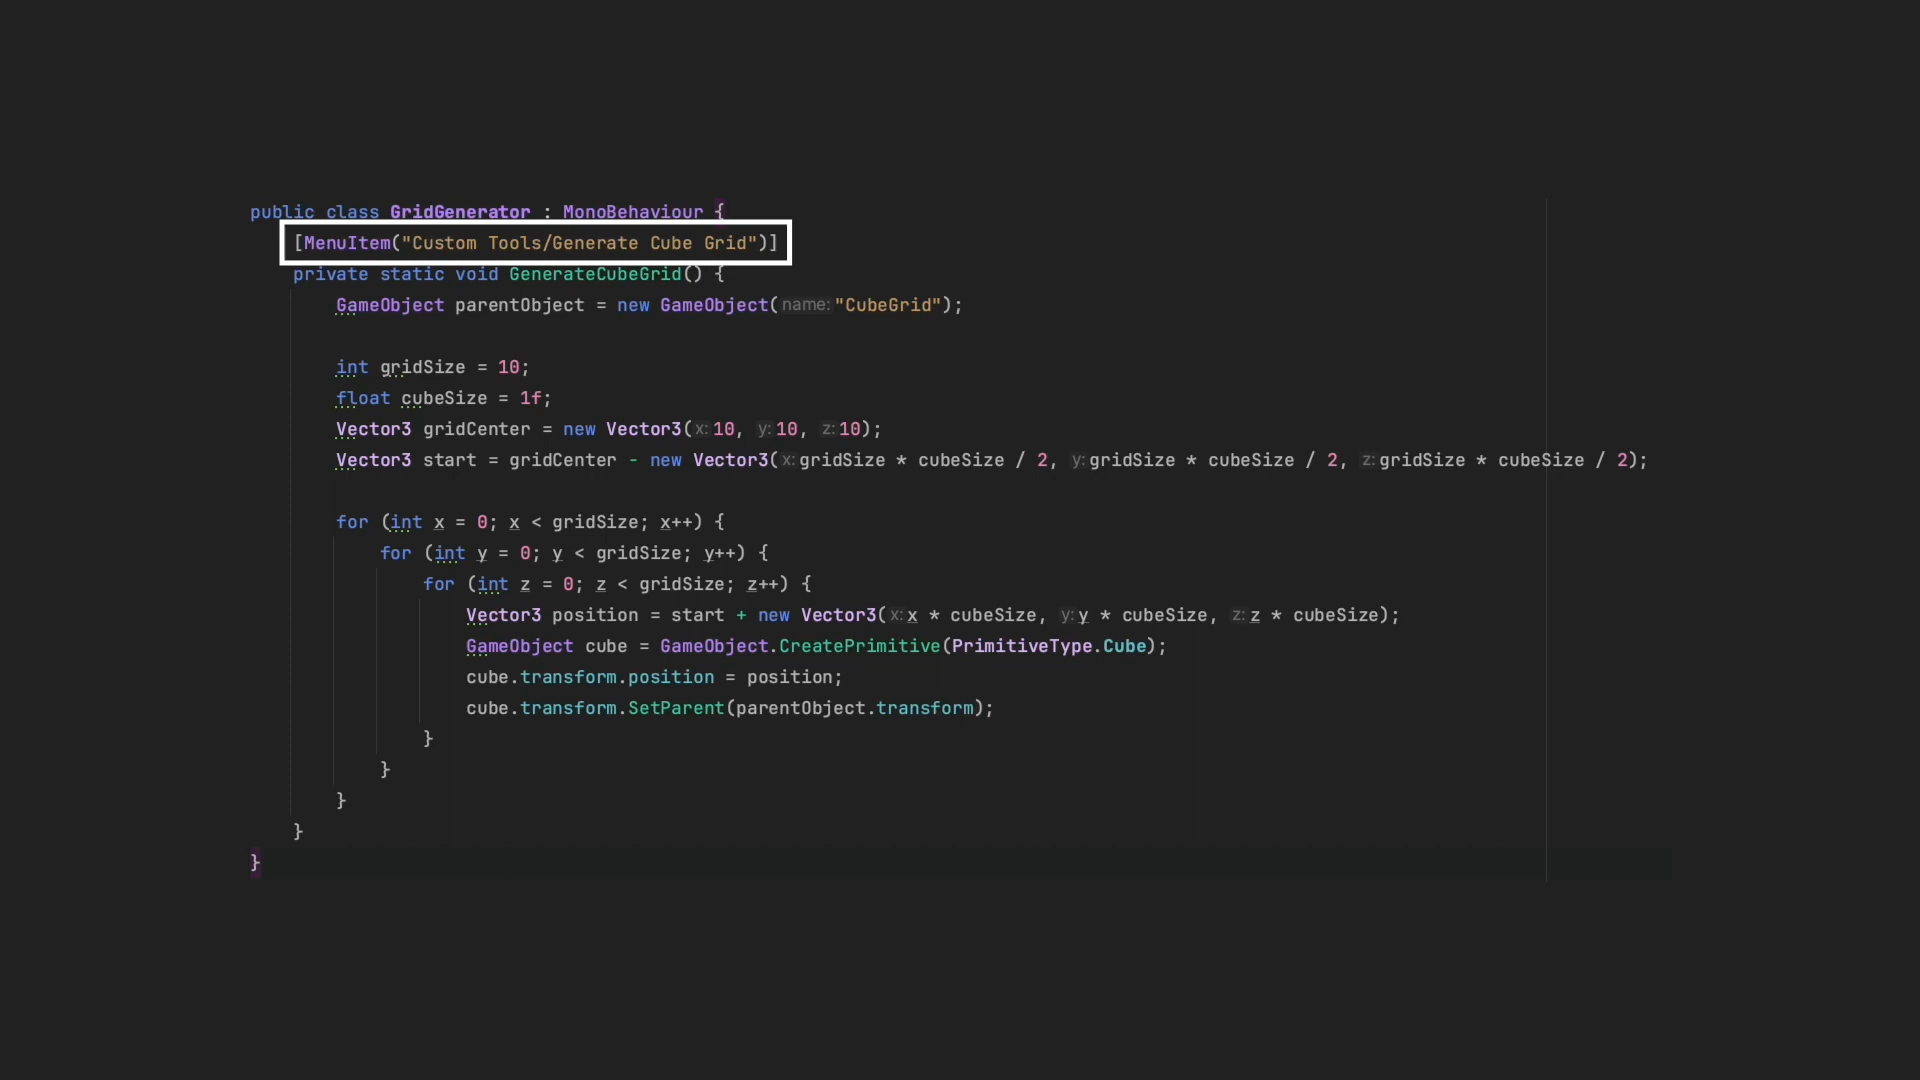 public class GridGenerator : MonoBehaviour {
[MenuItem("Custom Tools/Generate Cube Grid")]
private static void GenerateCubeGrid() {
GameObject parentObject = new GameObject( name: "CubeGrid");
int gridSize = 10;
float cubeSize = 1f;
Vector3 gridCenter = new Vector3( x: 10, y: 10, z: 10);
Vector3 start = gridCenter - new Vector3( x: gridSize * cubeSize / 2, y: gridSize * cubeSize / 2, z: gridSize * cubeSize / 2);
for (int x = 0; x < gridSize; x++) {
for (int y = 0; y < gridSize; y++) {
for (int z = 0; z < gridSize; z++) {
Vector3 position = start + new Vector3( x: x * cubeSize, y: y * cubeSize, z: z * cubeSize);
GameObject cube = GameObject.CreatePrimitive(PrimitiveType.Cube);
cube.transform.position = position;
cube.transform.SetParent(parentObject.transform);
}
}
}
}
}